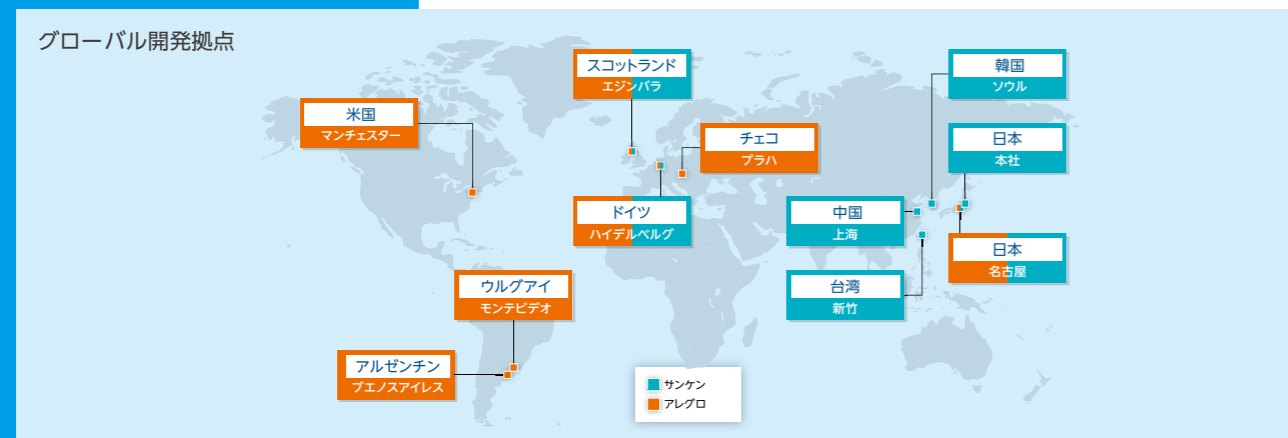 グローバル開発拠点
スコットランド
エジンバラ
韓国
ソウル
米国
マンチェスター
チェコ
プラハ
日本
本社
ドイツ
ハイデルベルグ
中国
上海
日本
名古屋
ウルグアイ
モンテビデオ
台湾
新竹
アルゼンチン
ブエノスアイレス
サンケン
アレグロ